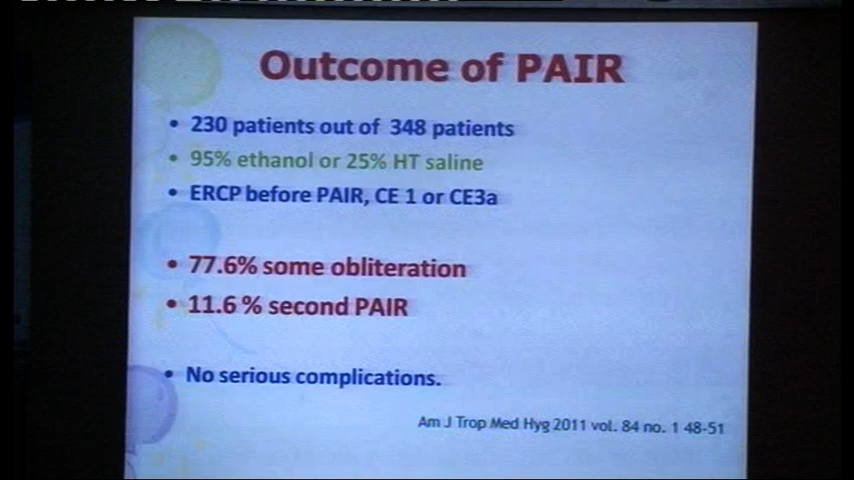 Outcome of PAIR
• 230 patients out of 348 patients
• 95% ethanol or 25% HT saline
• ERCP before PAIR, CE 1 or CE3a
• 77.6% some obliteration
• 11.6 % second PAIR
• No serious complications.
Am J Trop Med Hyg 2011 vol. 84 no. 1 48-51